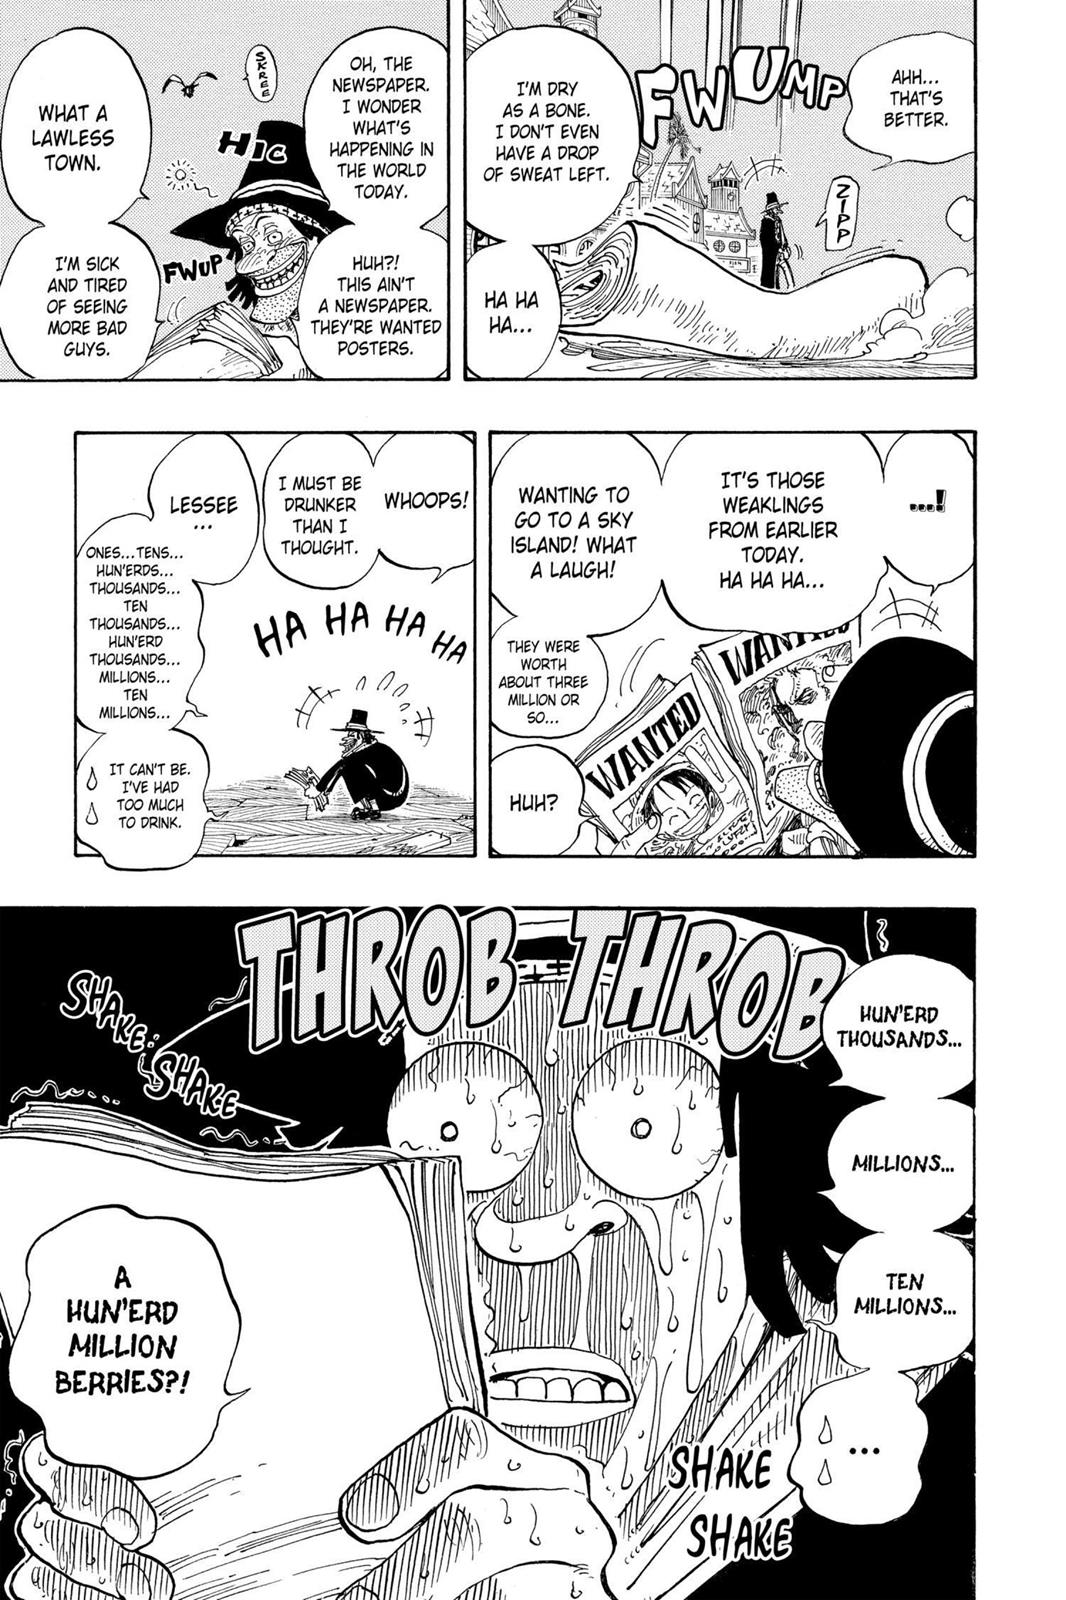 AHH...
THAT'S
BETTER.
ZIPP
FWUMP
I'M DRY
AS A BONE.
I DON'T EVEN
HAVE A DROP
OF SWEAT LEFT.
HA HA
HA...
OH, THE
NEWSPAPER.
I WONDER
WHAT'S
HAPPENING IN
THE WORLD
TODAY.
HUH?!
THIS AIN'T
A NEWSPAPER.
THEY'RE WANTED
POSTERS.
SKREE
HIC
FWUP
WHAT A
LAWLESS
TOWN.
I'M SICK
AND TIRED
OF SEEING
MORE BAD
GUYS.
....!
IT'S THOSE
WEAKLINGS
FROM EARLIER
TODAY.
HA HA HA...
WANTING TO
GO TO A SKY
ISLAND! WHAT
A LAUGH!
THEY WERE
WORTH
ABOUT THREE
MILLION OR
SO...
WANTED
WANTED
HUH?
WHOOPS!
I MUST BE
DRUNKER
THAN I
THOUGHT.
LESSEE
...
HA HA HA HA
ONES...TENS...
HUN'ERDS...
THOUSANDS...
TEN
THOUSANDS...
HUN'ERD
THOUSANDS...
MILLIONS...
TEN
MILLIONS...
IT CAN'T BE.
I'VE HAD
TOO MUCH
TO DRINK.
THROB THROB
HUN'ERD
THOUSANDS...
MILLIONS...
TEN
MILLIONS...
...
SHAKE
SHAKE
SHAKE
SHAKE
A
HUN'ERD
MILLION
BERRIES?!